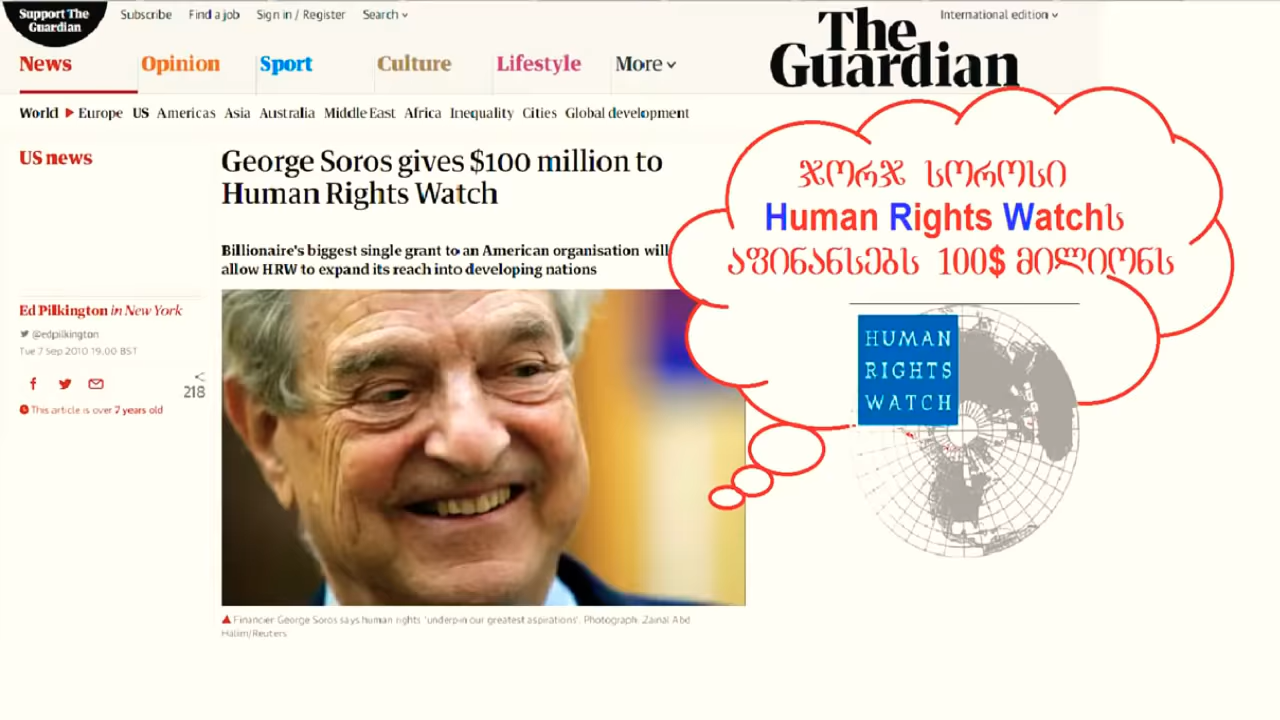 Support The
Guardian
Subscribe Find a job Sign in / Register Search
International edition
The
Guardian
News Opinion Sport Culture Lifestyle More
World Europe US Americas Asia Australia Middle East Africa Inequality Cities Global development
US news
George Soros gives $100 million to
Human Rights Watch
Billionaire's biggest single grant to an American organisation will
allow HRW to expand its reach into developing nations
Ed Pilkington in New York
@edpilkington
Tue 7 Sep 2010 19.00 BST
218
This article is over 7 years old
ჯორჯ სოროსი
Human Rights Watchს
აფინანსებს 100$ მილიონს
HUMAN
RIGHTS
WATCH
Financier George Soros says human rights 'underpin our greatest aspirations'. Photograph: Zainal Abd
Halim/Reuters